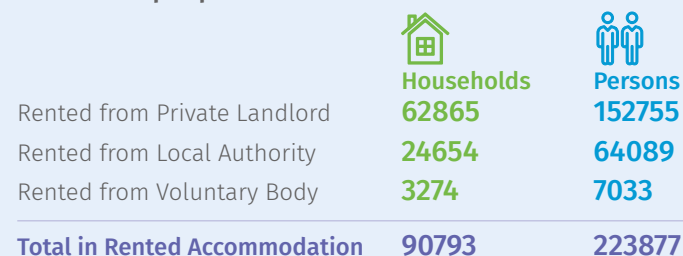 Households Persons
Rented from Private Landlord 62865 152755
Rented from Local Authority 24654 64089
Rented from Voluntary Body 3274 7033
Total in Rented Accommodation 90793 223877